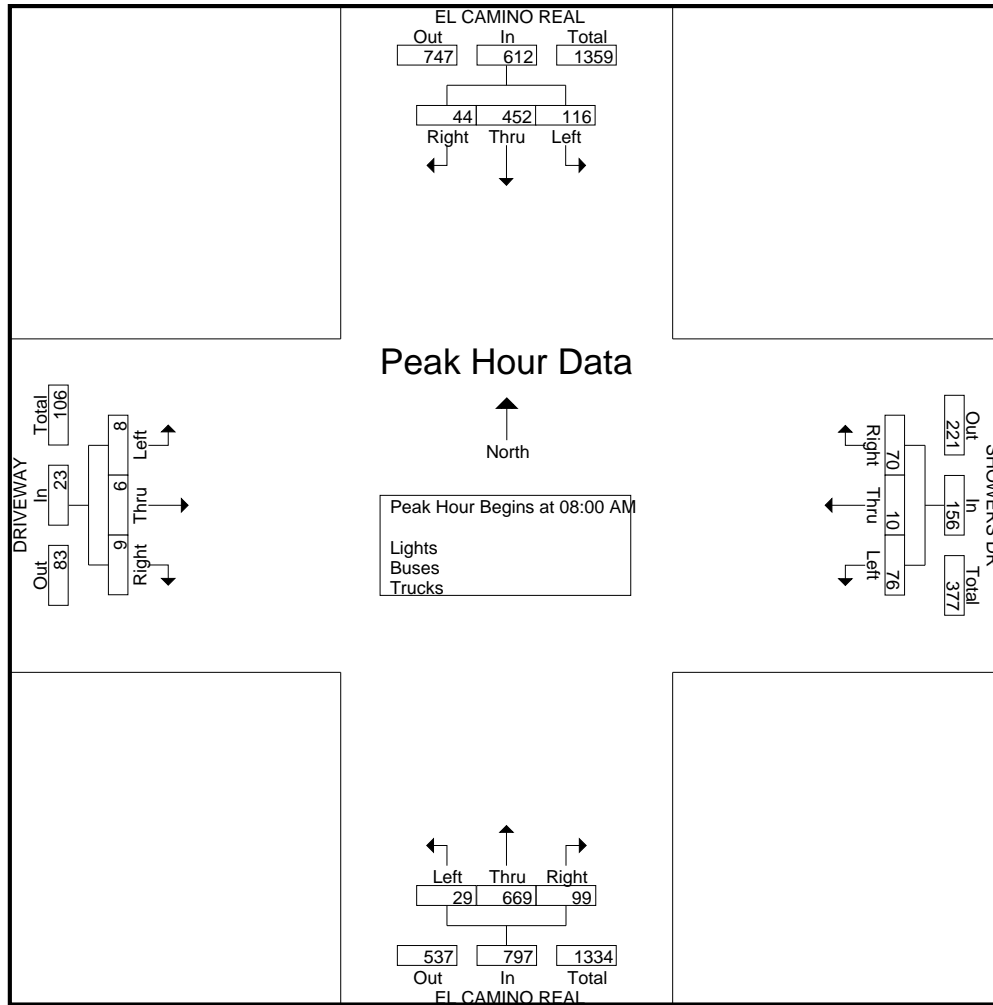 EL CAMINO REAL
Out In Total
747 612 1359
44 452 116
Right Thru Left
Peak Hour Data
North
Peak Hour Begins at 08:00 AM
Lights
Buses
Trucks
DRIVEWAY
Out In Total
83 23 106
8 6 9
Left Thru Right
SHOWERS DR
Out In Total
221 156 377
70 10 76
Right Thru Left
Left Thru Right
29 669 99
537 797 1334
Out In Total
EL CAMINO REAL